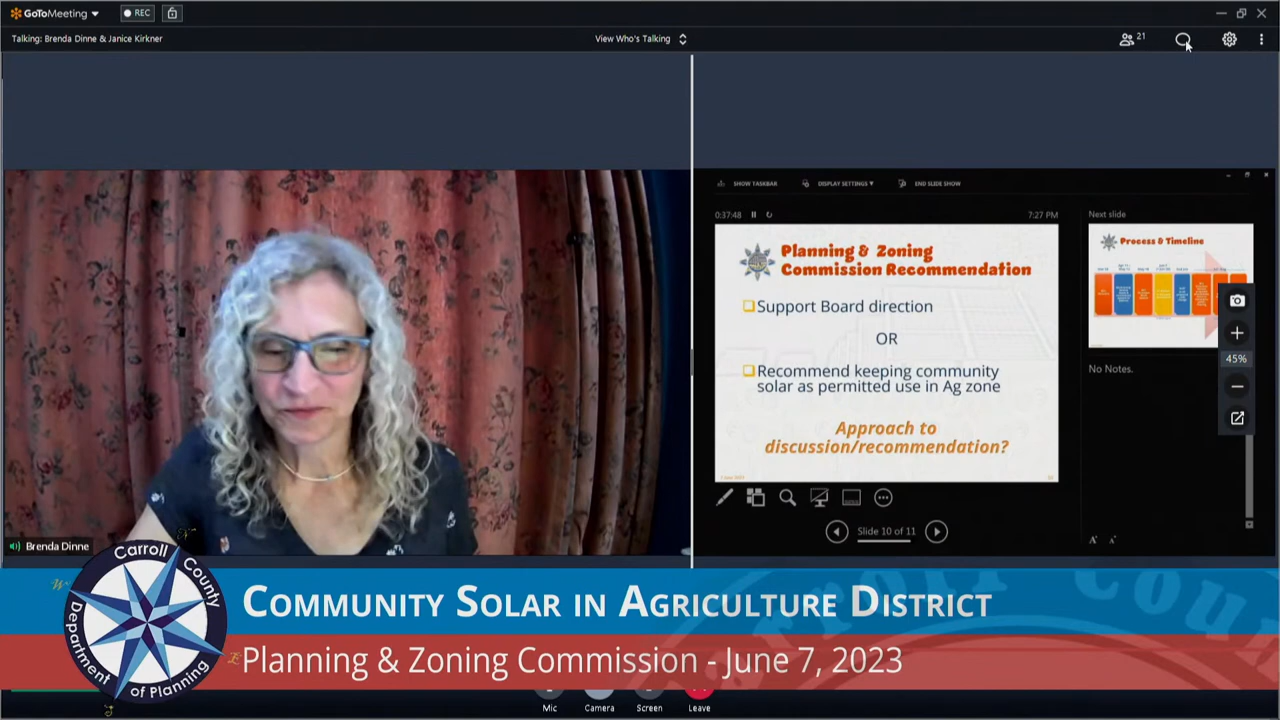 GoToMeeting
REC
Talking: Brenda Dinne & Janice Kirkner
View Who's Talking
21
SHOW TASKBAR
DISPLAY SETTINGS
END SLIDE SHOW
0:37:48
7:27 PM
Next slide
Planning & Zoning
Commission Recommendation
Support Board direction
OR
Recommend keeping community
solar as permitted use in Ag zone
Approach to
discussion/recommendation?
Process & Timeline
45%
No Notes.
Slide 10 of 11
Brenda Dinne
Carroll County
Department of Planning
Community Solar in Agriculture District
Planning & Zoning Commission - June 7, 2023
Mic
Camera
Screen
Leave